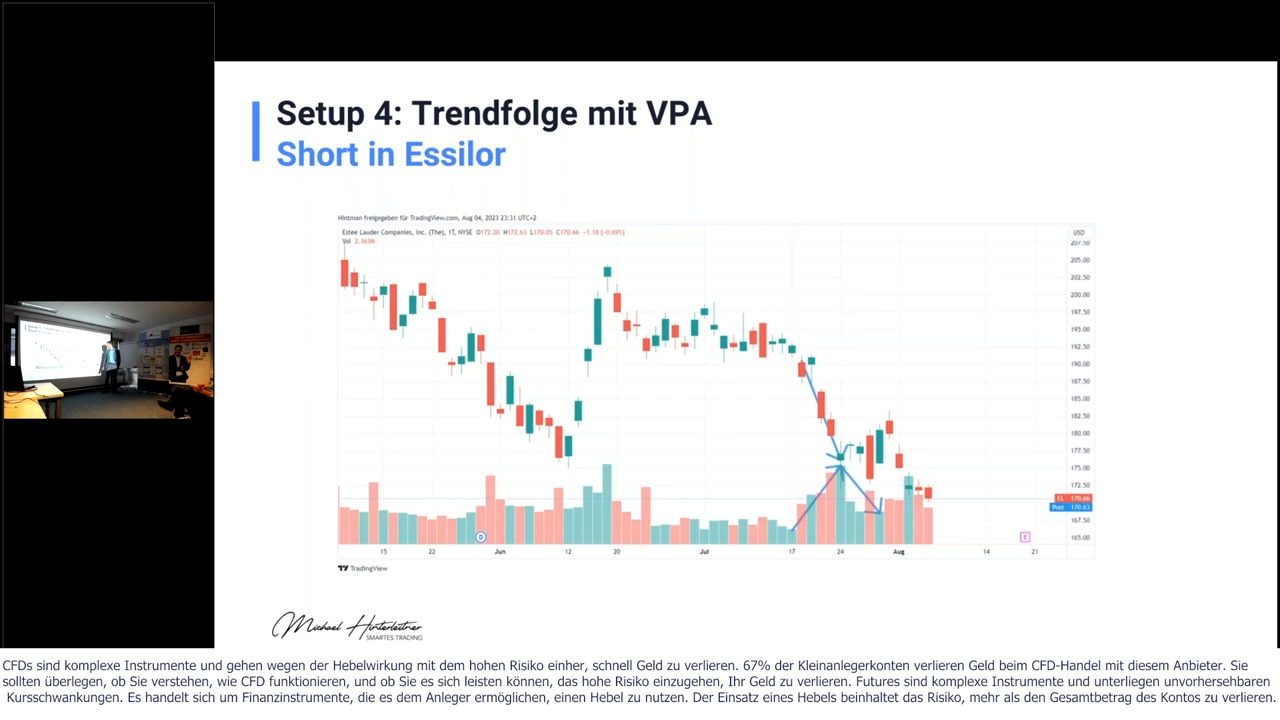 Setup 4: Trendfolge mit VPA
Short in Essilor
Hintman freigegeben für TradingView.com, Aug 04, 2023 23:31 UTC+2
Estee Lauder Companies, Inc. (The), 1T, NYSE O172.20 H172.63 L170.05 C170.66 −1.18 (−0.69%)
Vol 2.363M
USD
207.50
205.00
202.50
200.00
197.50
195.00
192.50
190.00
187.50
185.00
182.50
180.00
177.50
175.00
172.50
EL 170.66
Post 170.63
167.50
165.00
D
E
15 22 Jun 12 20 Jul 17 24 Aug 14 21
TradingView
Michael Hinterleitner
SMARTES TRADING
CFDs sind komplexe Instrumente und gehen wegen der Hebelwirkung mit dem hohen Risiko einher, schnell Geld zu verlieren. 67% der Kleinanlegerkonten verlieren Geld beim CFD-Handel mit diesem Anbieter. Sie
sollten überlegen, ob Sie verstehen, wie CFD funktionieren, und ob Sie es sich leisten können, das hohe Risiko einzugehen, Ihr Geld zu verlieren. Futures sind komplexe Instrumente und unterliegen unvorhersehbaren
Kursschwankungen. Es handelt sich um Finanzinstrumente, die es dem Anleger ermöglichen, einen Hebel zu nutzen. Der Einsatz eines Hebels beinhaltet das Risiko, mehr als den Gesamtbetrag des Kontos zu verlieren.